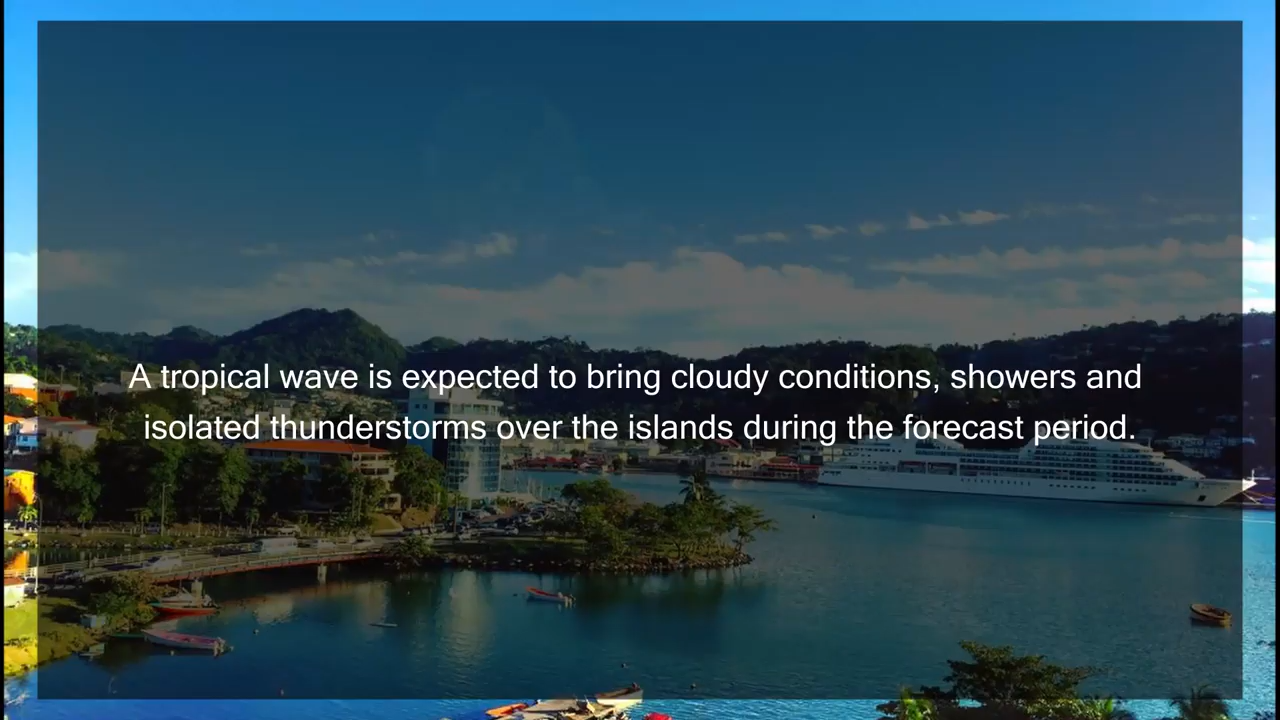 A tropical wave is expected to bring cloudy conditions, showers and
isolated thunderstorms over the islands during the forecast period.